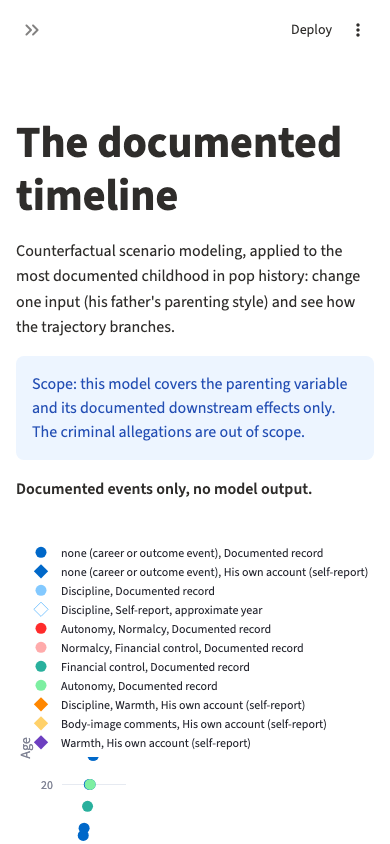 Deploy
The documented
timeline
Counterfactual scenario modeling, applied to the
most documented childhood in pop history: change
one input (his father's parenting style) and see how
the trajectory branches.
Scope: this model covers the parenting variable
and its documented downstream effects only.
The criminal allegations are out of scope.
Documented events only, no model output.
none (career or outcome event), Documented record
none (career or outcome event), His own account (self-report)
Discipline, Documented record
Discipline, Self-report, approximate year
Autonomy, Normalcy, Documented record
Normalcy, Financial control, Documented record
Financial control, Documented record
Autonomy, Documented record
Discipline, Warmth, His own account (self-report)
Body-image comments, His own account (self-report)
Warmth, His own account (self-report)
Age
20